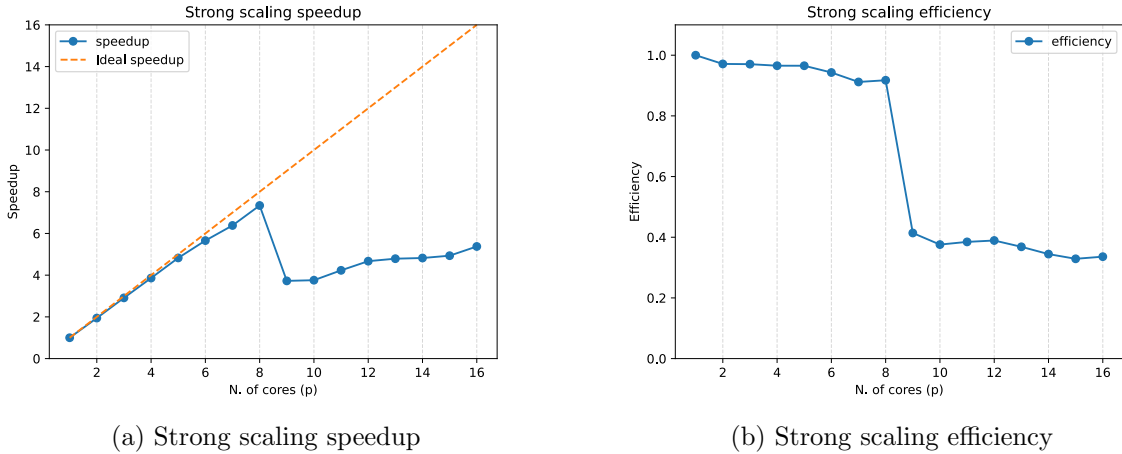 Strong scaling speedup
16
14
12
10
8
6
4
2
0
Speedup
speedup
Ideal speedup
2 4 6 8 10 12 14 16
N. of cores (p)
(a) Strong scaling speedup
Strong scaling efficiency
1.0
0.8
0.6
0.4
0.2
0.0
Efficiency
efficiency
2 4 6 8 10 12 14 16
N. of cores (p)
(b) Strong scaling efficiency